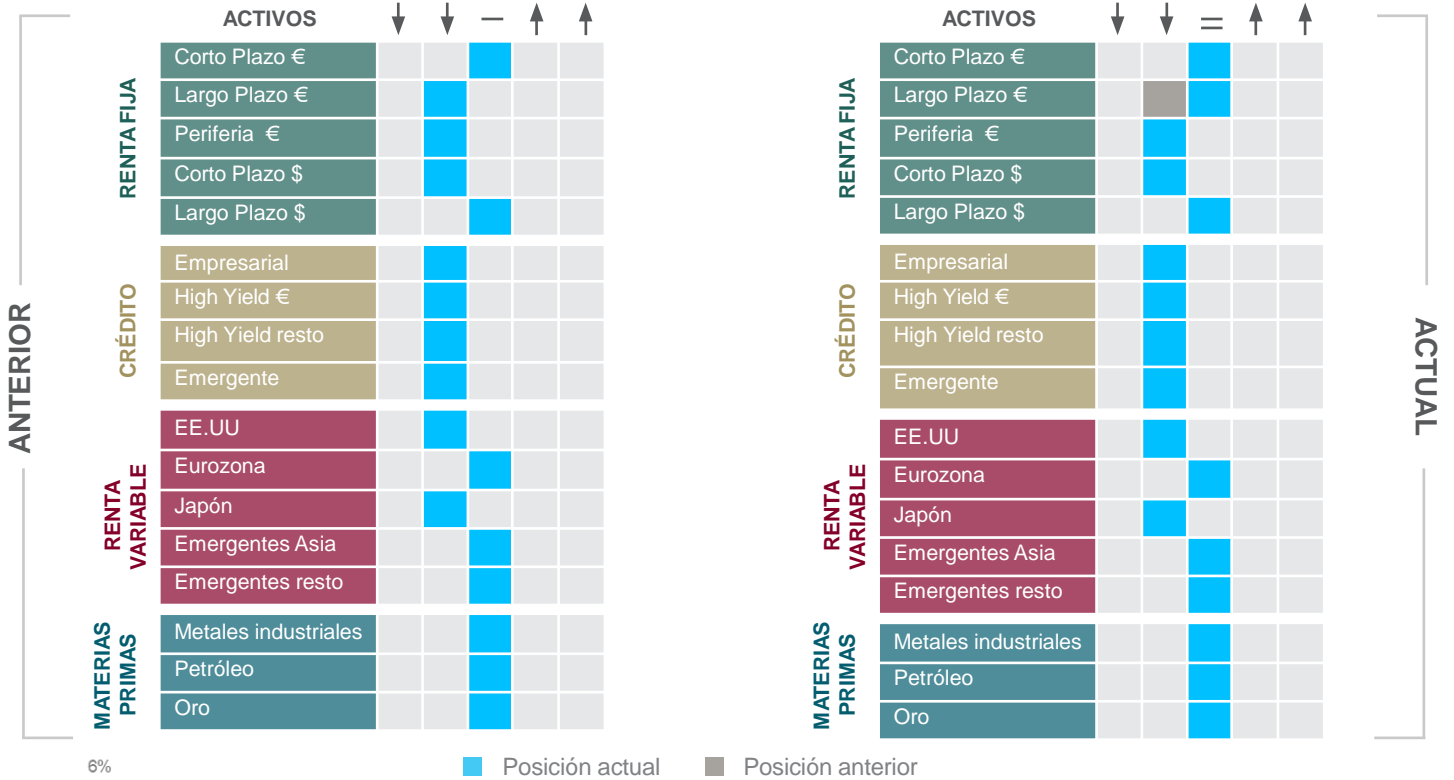 ANTERIOR
ACTIVOS ↓ ↓ — ↑ ↑
RENTA FIJA
Corto Plazo €
Largo Plazo €
Periferia €
Corto Plazo $
Largo Plazo $
CRÉDITO
Empresarial
High Yield €
High Yield resto
Emergente
RENTA
VARIABLE
EE.UU
Eurozona
Japón
Emergentes Asia
Emergentes resto
MATERIAS
PRIMAS
Metales industriales
Petróleo
Oro
ACTIVOS ↓ ↓ = ↑ ↑
RENTA FIJA
Corto Plazo €
Largo Plazo €
Periferia €
Corto Plazo $
Largo Plazo $
CRÉDITO
Empresarial
High Yield €
High Yield resto
Emergente
RENTA
VARIABLE
EE.UU
Eurozona
Japón
Emergentes Asia
Emergentes resto
MATERIAS
PRIMAS
Metales industriales
Petróleo
Oro
ACTUAL
6%
Posición actual
Posición anterior